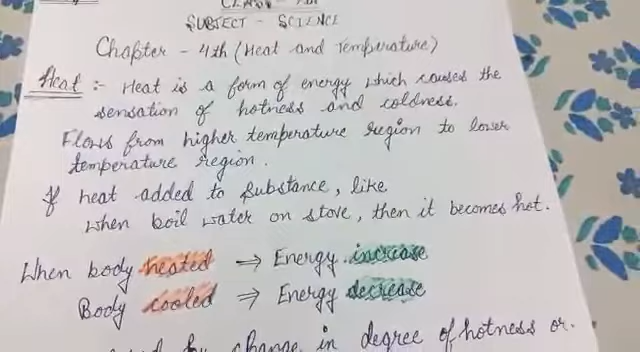 SUBJECT - SCIENCE
Chapter - 4th (Heat and Temperature)
Heat :- Heat is a form of energy which causes the
sensation of hotness and coldness.
Flows from higher temperature region to lower
temperature region.
If heat added to substance, like
when boil water on stove, then it becomes hot.
When body heated ⇒ Energy increase
Body cooled ⇒ Energy decrease
by change in degree of hotness or